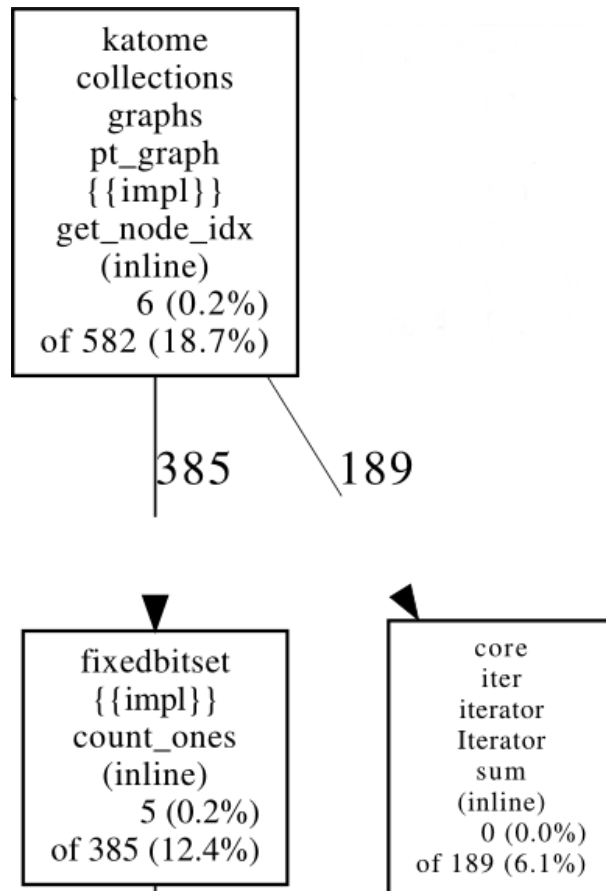 katome
collections
graphs
pt_graph
{{impl}}
get_node_idx
(inline)
6 (0.2%)
of 582 (18.7%)
385
189
fixedbitset
{{impl}}
count_ones
(inline)
5 (0.2%)
of 385 (12.4%)
core
iter
iterator
Iterator
sum
(inline)
0 (0.0%)
of 189 (6.1%)